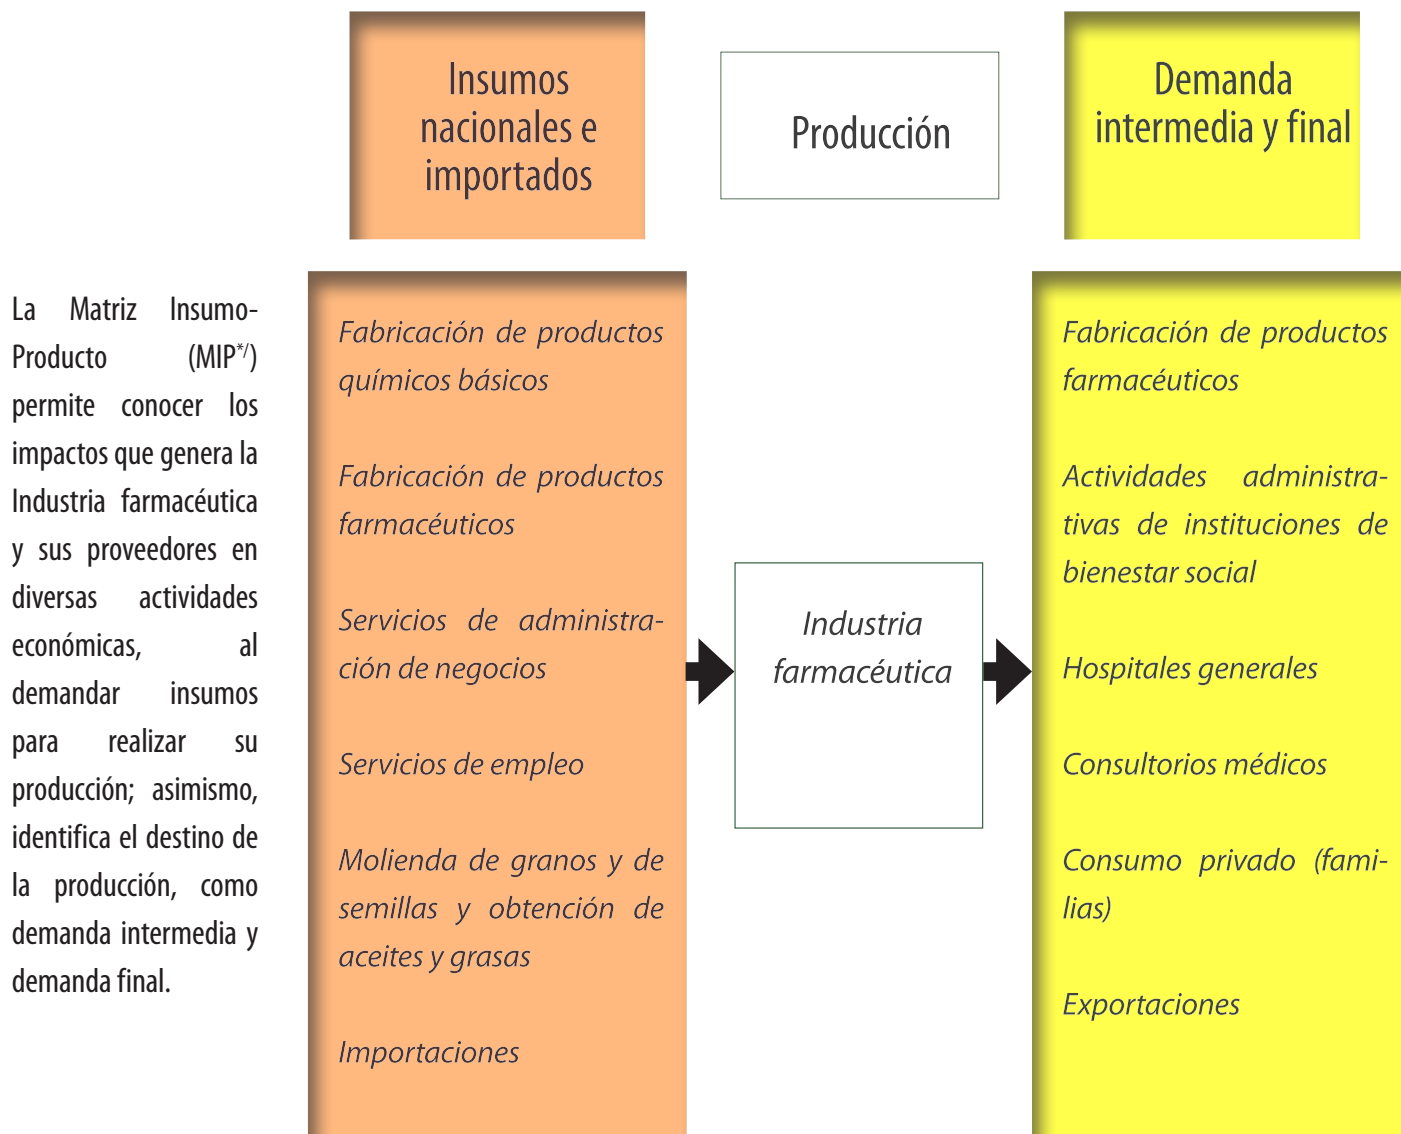 Insumos
nacionales e
importados
Producción
Demanda
intermedia y final
La Matriz Insumo-
Producto (MIP*/)
permite conocer los
impactos que genera la
Industria farmacéutica
y sus proveedores en
diversas actividades
económicas, al
demandar insumos
para realizar su
producción; asimismo,
identifica el destino de
la producción, como
demanda intermedia y
demanda final.
Fabricación de productos
químicos básicos
Fabricación de productos
farmacéuticos
Servicios de administra-
ción de negocios
Servicios de empleo
Molienda de granos y de
semillas y obtención de
aceites y grasas
Importaciones
Industria
farmacéutica
Fabricación de productos
farmacéuticos
Actividades administra-
tivas de instituciones de
bienestar social
Hospitales generales
Consultorios médicos
Consumo privado (fami-
lias)
Exportaciones